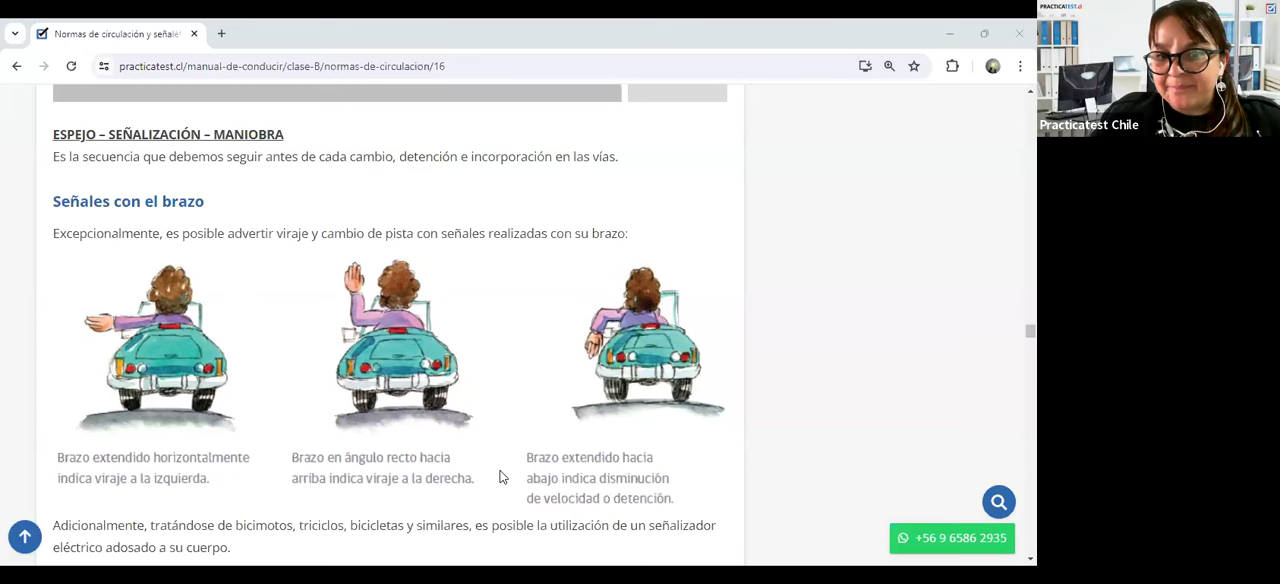 Normas de circulación y señalé
practicatest.cl/manual-de-conducir/clase-B/normas-de-circulacion/16
PRACTICATEST.cl
Practicatest Chile
ESPEJO – SEÑALIZACIÓN – MANIOBRA
Es la secuencia que debemos seguir antes de cada cambio, detención e incorporación en las vías.
Señales con el brazo
Excepcionalmente, es posible advertir viraje y cambio de pista con señales realizadas con su brazo:
Brazo extendido horizontalmente
indica viraje a la izquierda.
Brazo en ángulo recto hacia
arriba indica viraje a la derecha.
Brazo extendido hacia
abajo indica disminución
de velocidad o detención.
Adicionalmente, tratándose de bicimotos, triciclos, bicicletas y similares, es posible la utilización de un señalizador
eléctrico adosado a su cuerpo.
+56 9 6586 2935